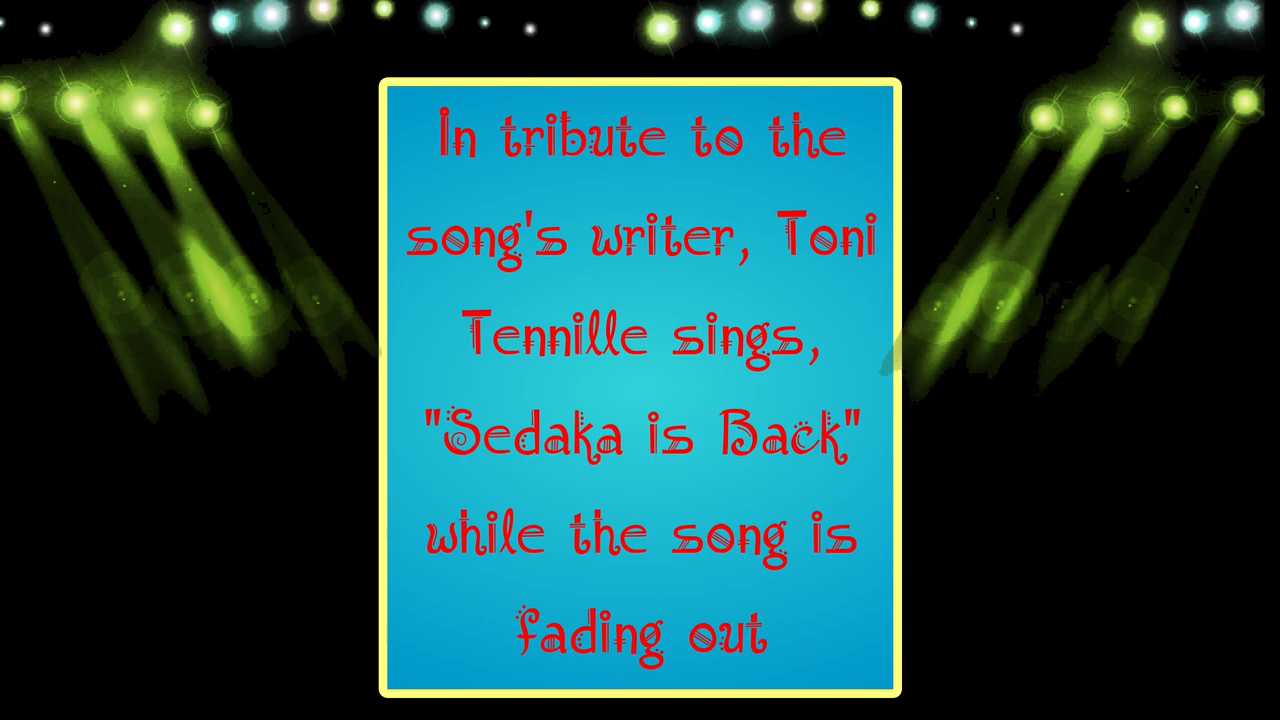 In tribute to the
song's writer, Toni
Tennille sings,
"Sedaka is Back"
while the song is
fading out